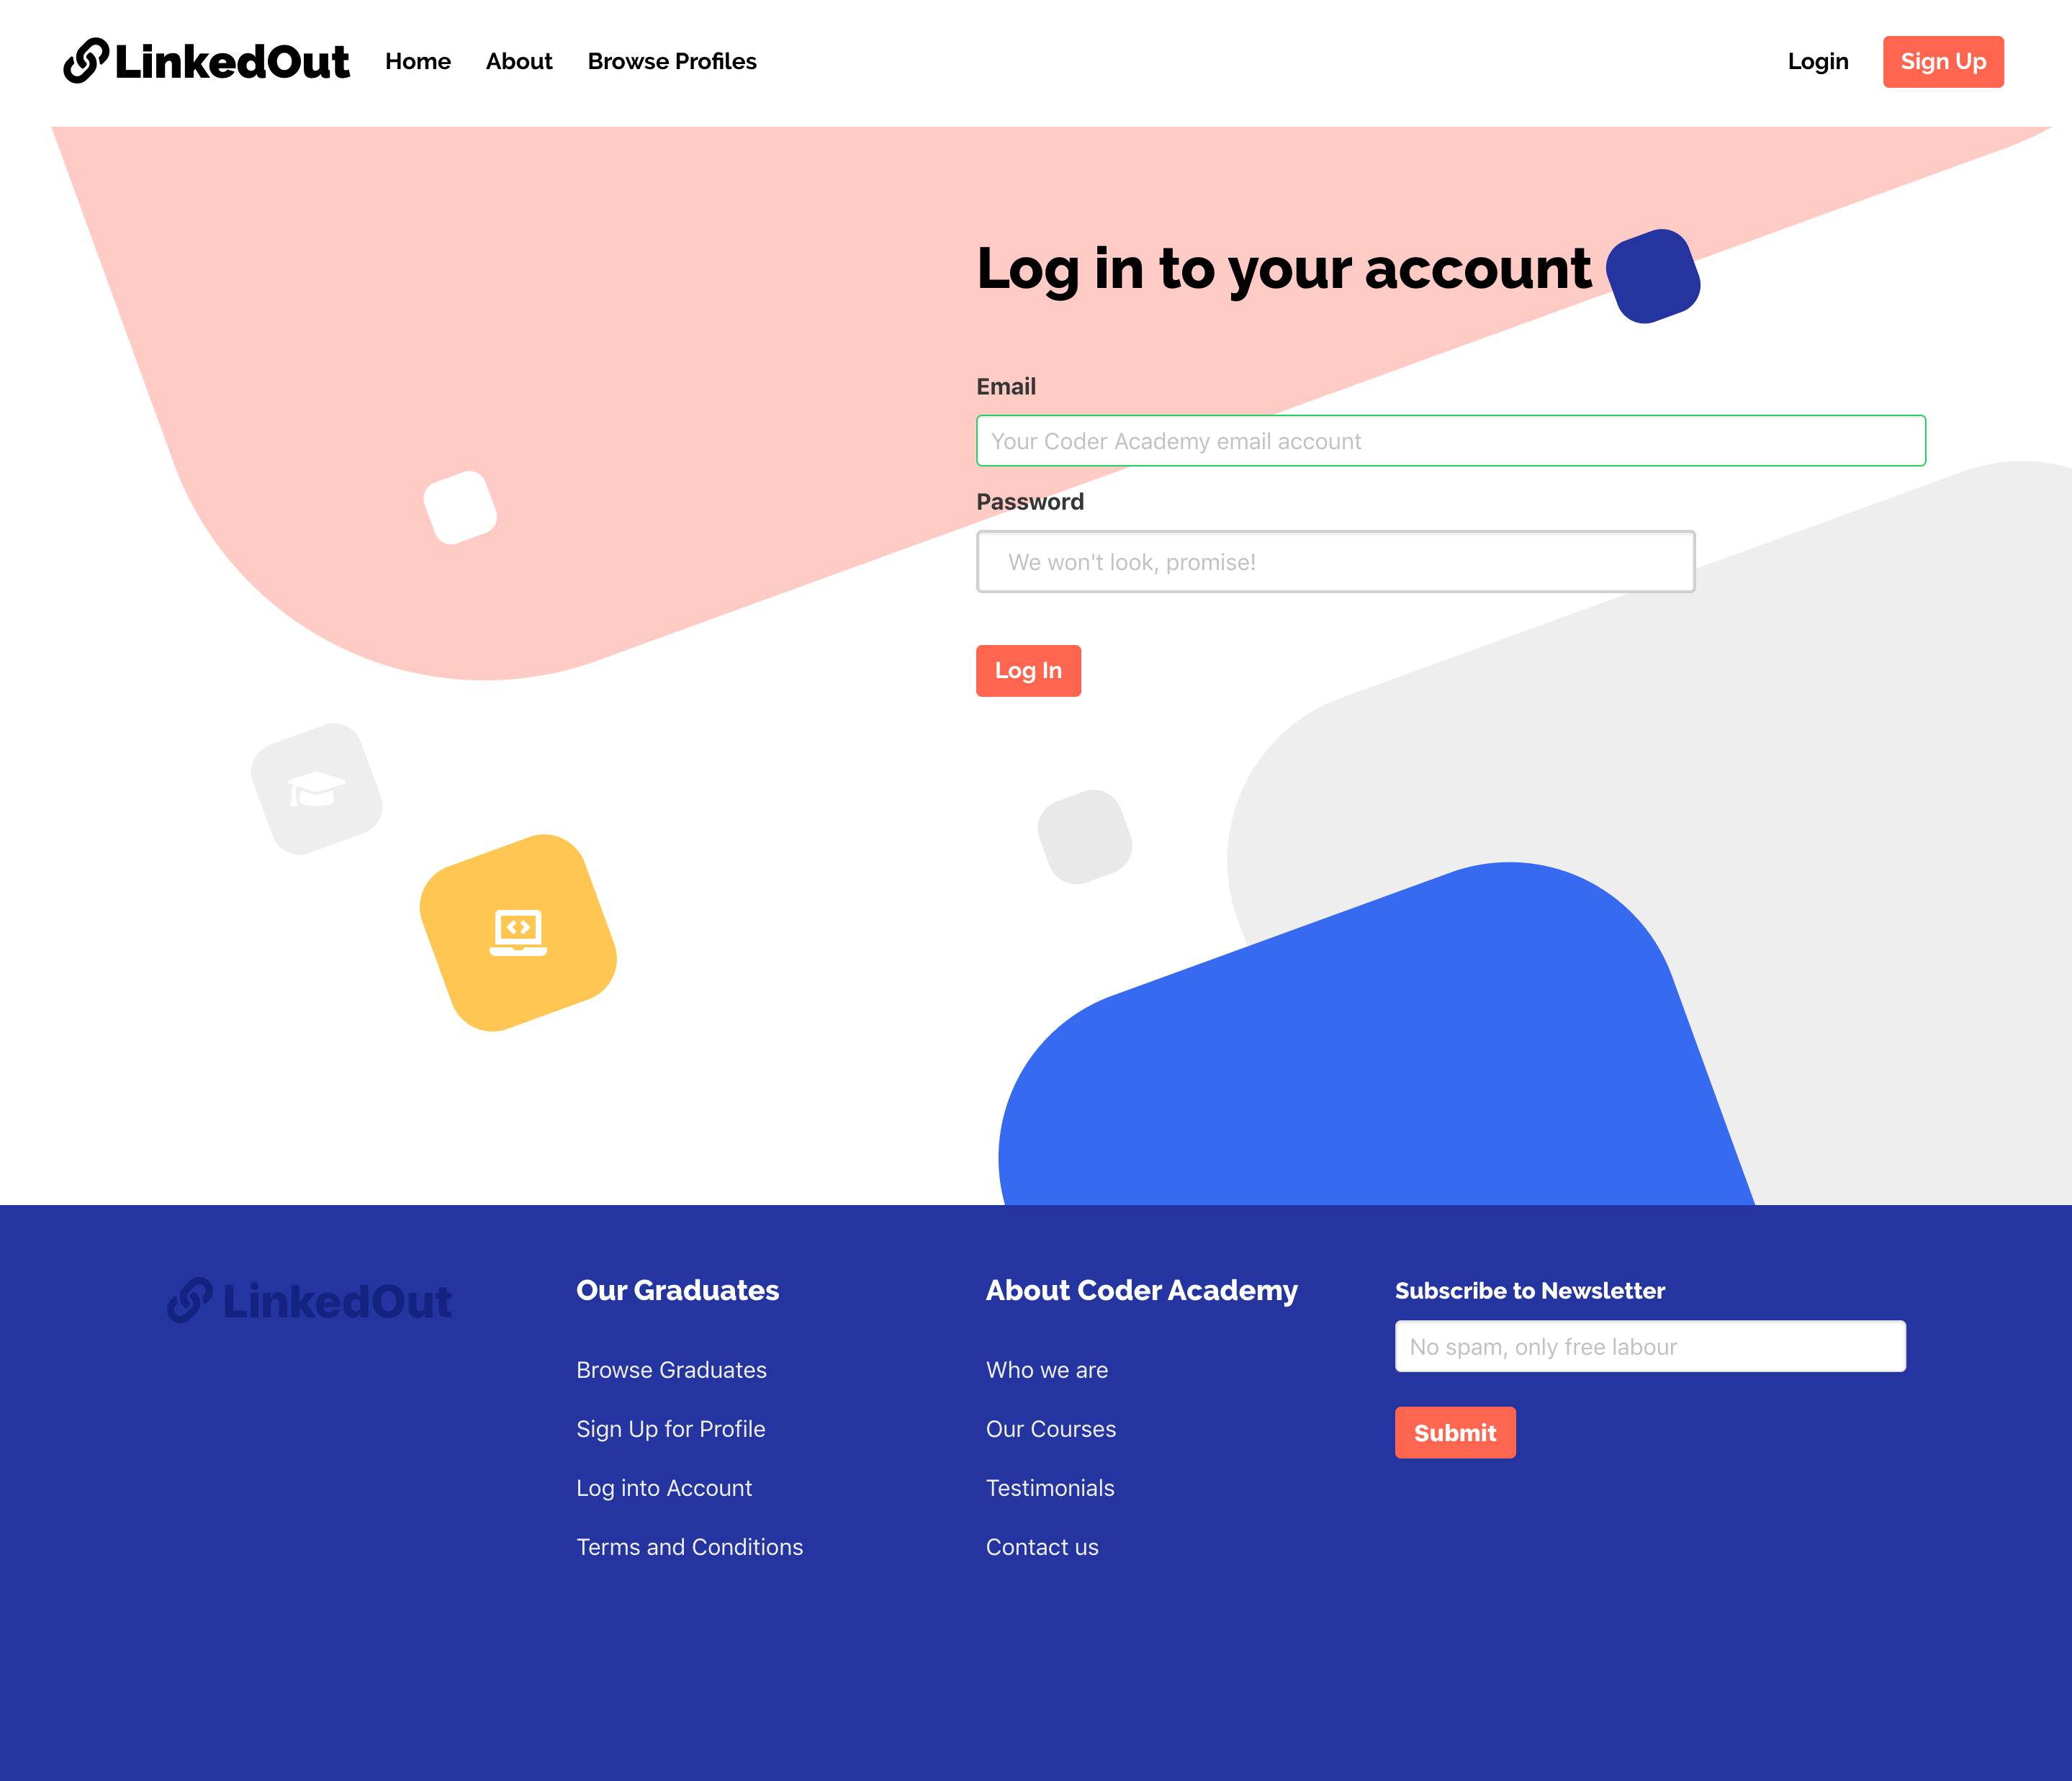 LinkedOut Home About Browse Profiles Login Sign Up
Log in to your account
Email
Your Coder Academy email account
Password
We won't look, promise!
Log In
LinkedOut
Our Graduates
Browse Graduates
Sign Up for Profile
Log into Account
Terms and Conditions
About Coder Academy
Who we are
Our Courses
Testimonials
Contact us
Subscribe to Newsletter
No spam, only free labour
Submit